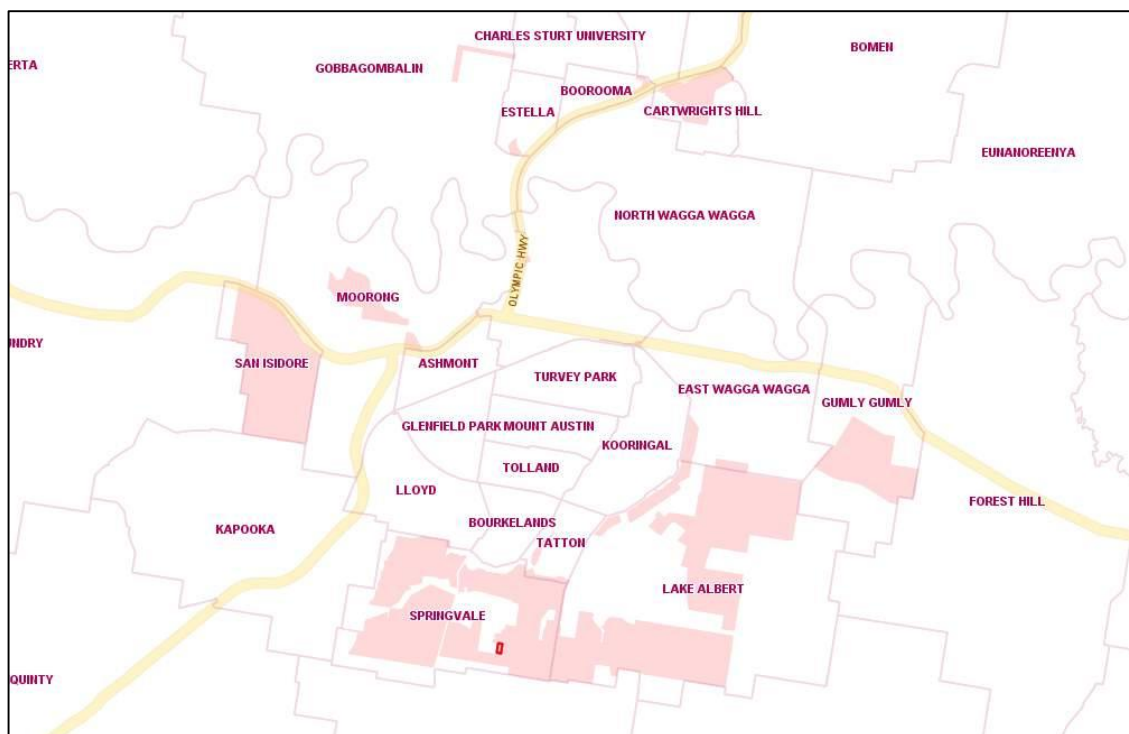 CHARLES STURT UNIVERSITY
BOMEN
ERTA
GOBBAGOMBALIN
BOOROOMA
ESTELLA
CARTWRIGHTS HILL
EUNANOREENYA
NORTH WAGGA WAGGA
OLYMPIC HWY
MOORONG
UNDRY
SAN ISIDORE
ASHMONT
TURVEY PARK
EAST WAGGA WAGGA
GUMLY GUMLY
GLENFIELD PARK
MOUNT AUSTIN
KOORINGAL
TOLLAND
LLOYD
FOREST HILL
KAPOOKA
BOURKELANDS
TATTON
LAKE ALBERT
SPRINGVALE
QUINTY